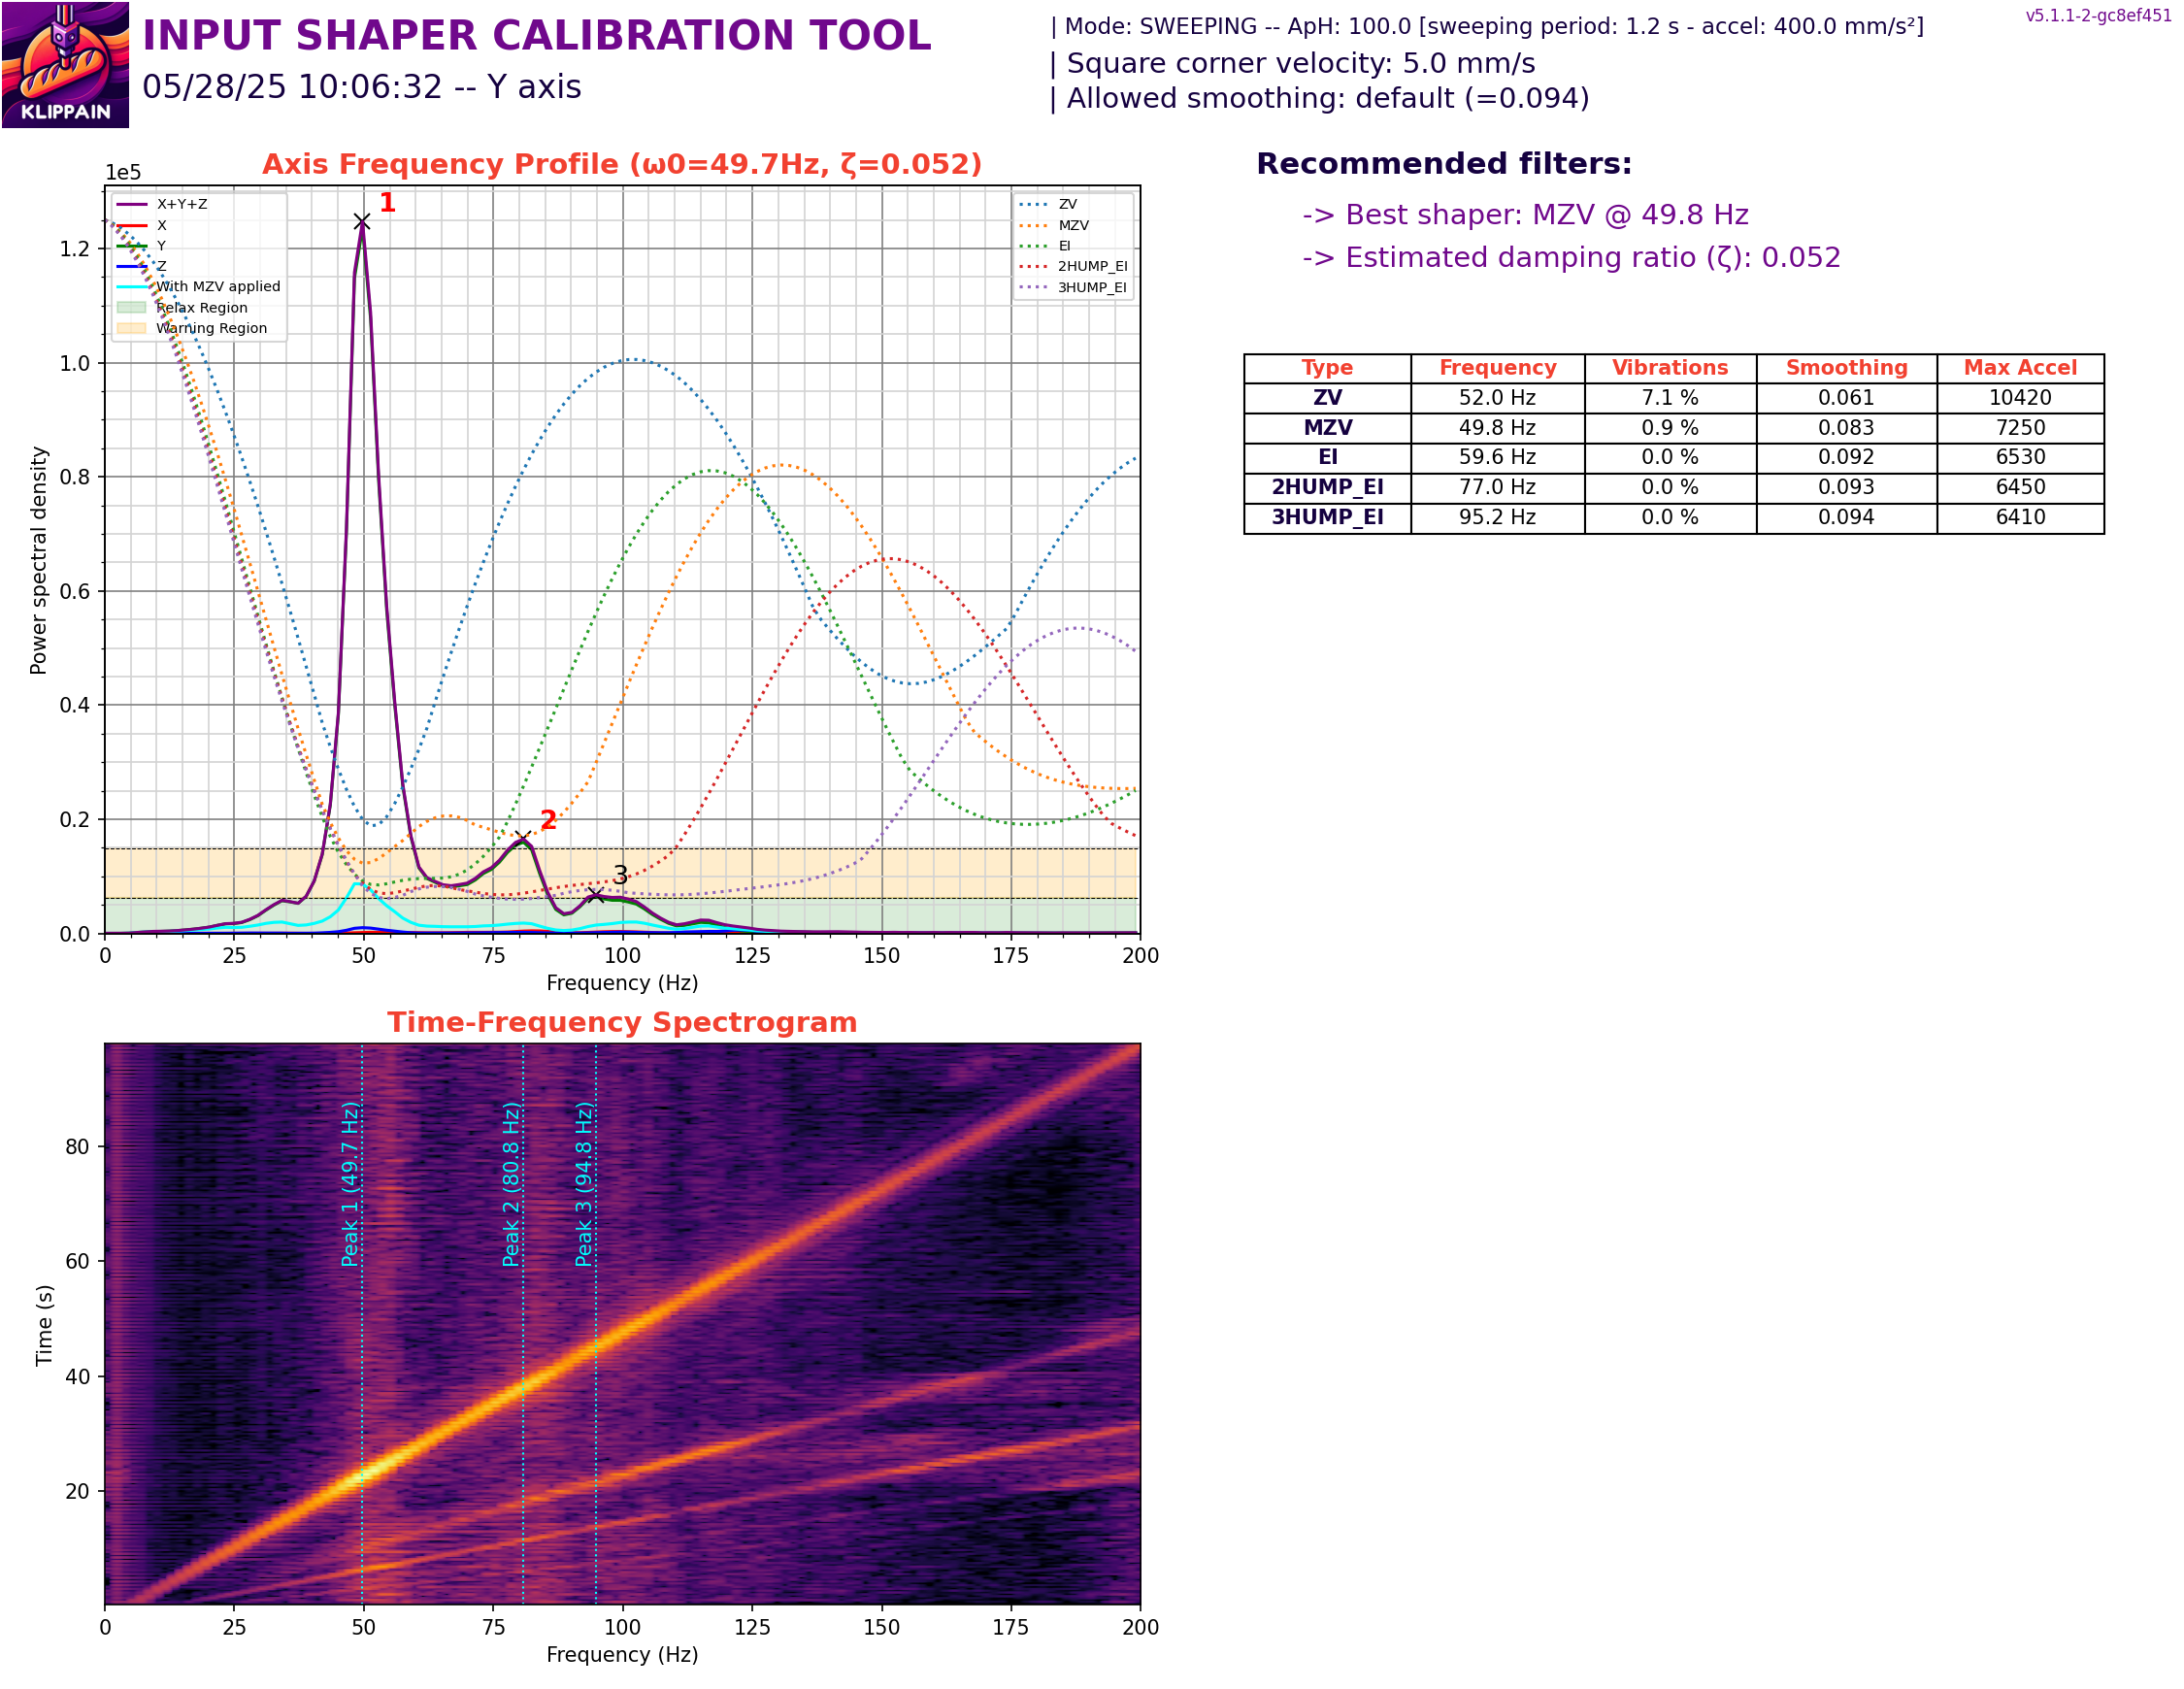 KLIPPAIN
INPUT SHAPER CALIBRATION TOOL
05/28/25 10:06:32 -- Y axis
| Mode: SWEEPING -- ApH: 100.0 [sweeping period: 1.2 s - accel: 400.0 mm/s²]
| Square corner velocity: 5.0 mm/s
| Allowed smoothing: default (=0.094)
v5.1.1-2-gc8ef451
Axis Frequency Profile (ω0=49.7Hz, ζ=0.052)
1e5
X+Y+Z
X
Y
Z
With MZV applied
Relax Region
Warning Region
ZV
MZV
EI
2HUMP_EI
3HUMP_EI
1
2
3
Power spectral density
1.2
1.0
0.8
0.6
0.4
0.2
0.0
0 25 50 75 100 125 150 175 200
Frequency (Hz)
Recommended filters:
-> Best shaper: MZV @ 49.8 Hz
-> Estimated damping ratio (ζ): 0.052
Type Frequency Vibrations Smoothing Max Accel
ZV 52.0 Hz 7.1 % 0.061 10420
MZV 49.8 Hz 0.9 % 0.083 7250
EI 59.6 Hz 0.0 % 0.092 6530
2HUMP_EI 77.0 Hz 0.0 % 0.093 6450
3HUMP_EI 95.2 Hz 0.0 % 0.094 6410
Time-Frequency Spectrogram
Peak 1 (49.7 Hz)
Peak 2 (80.8 Hz)
Peak 3 (94.8 Hz)
Time (s)
80
60
40
20
0 25 50 75 100 125 150 175 200
Frequency (Hz)